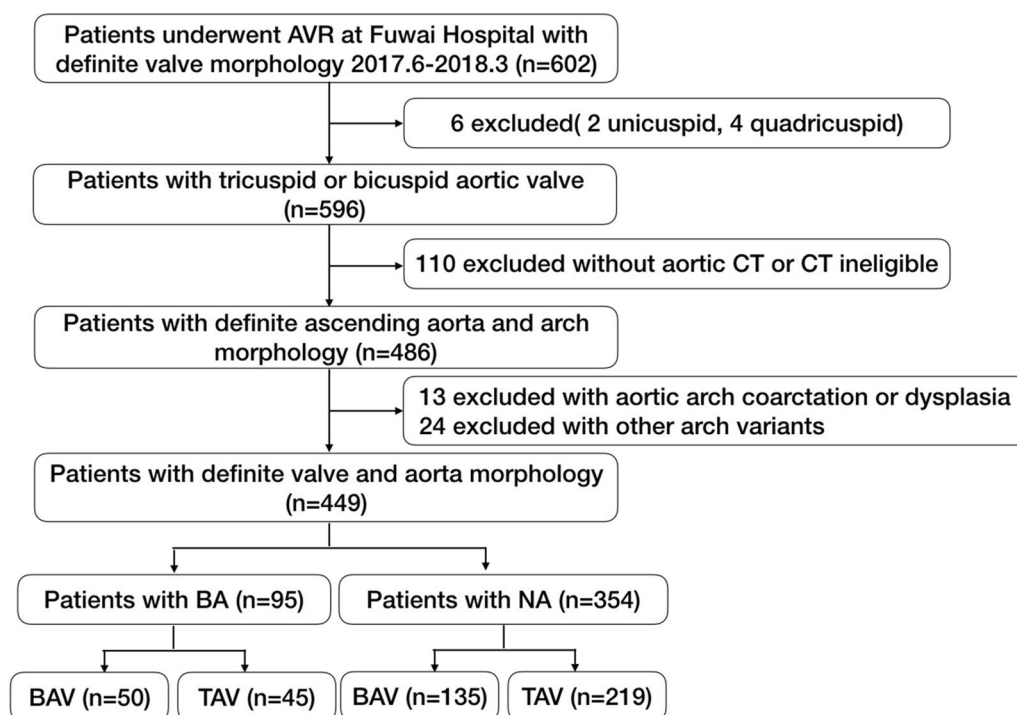 Patients underwent AVR at Fuwai Hospital with
definite valve morphology 2017.6-2018.3 (n=602)
6 excluded( 2 unicuspid, 4 quadricuspid)
Patients with tricuspid or bicuspid aortic valve
(n=596)
110 excluded without aortic CT or CT ineligible
Patients with definite ascending aorta and arch
morphology (n=486)
13 excluded with aortic arch coarctation or dysplasia
24 excluded with other arch variants
Patients with definite valve and aorta morphology
(n=449)
Patients with BA (n=95)
Patients with NA (n=354)
BAV (n=50)
TAV (n=45)
BAV (n=135)
TAV (n=219)